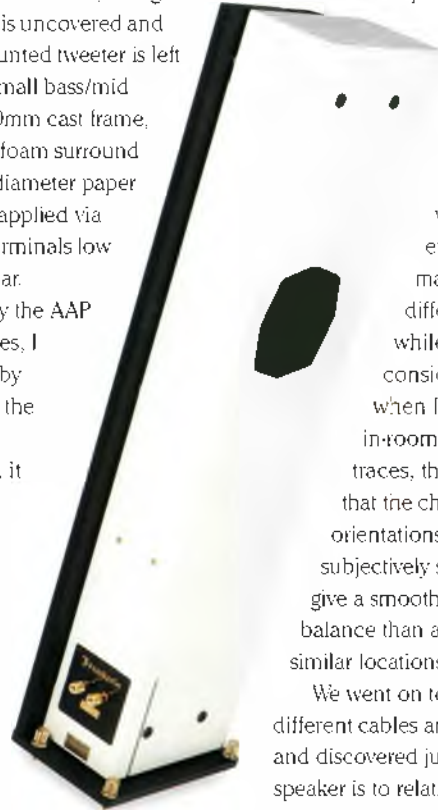 is uncovered and
unted tweeter is left
mall bass/mid
0mm cast frame,
foam surround
diameter paper
applied via
rminals low
ar.
y the AAP
es, I
by
the
it
ma
diffe
while
consid
when I
in-room
traces, th
that the ch
orientations
subjectively s
give a smooth
balance than a
similar locations
We went on to
different cables an
and discovered ju
speaker is to relat